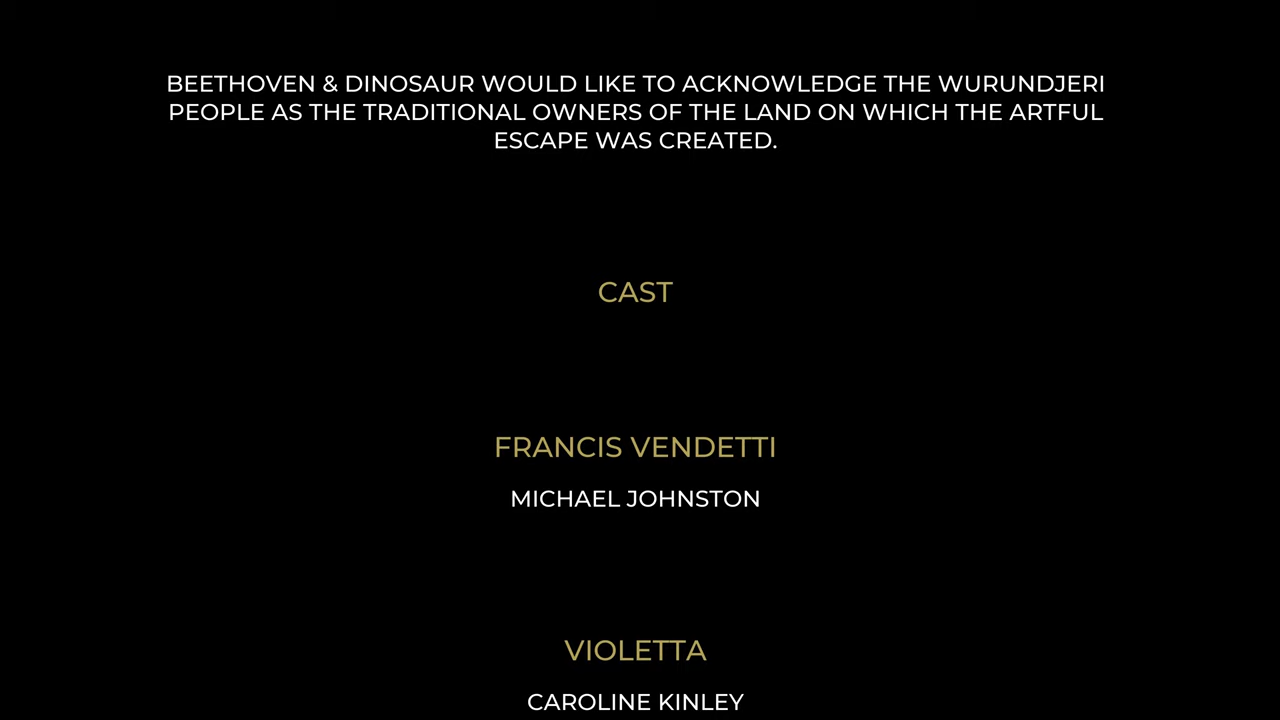 BEETHOVEN & DINOSAUR WOULD LIKE TO ACKNOWLEDGE THE WURUNDJERI
PEOPLE AS THE TRADITIONAL OWNERS OF THE LAND ON WHICH THE ARTFUL
ESCAPE WAS CREATED.
CAST
FRANCIS VENDETTI
MICHAEL JOHNSTON
VIOLETTA
CAROLINE KINLEY